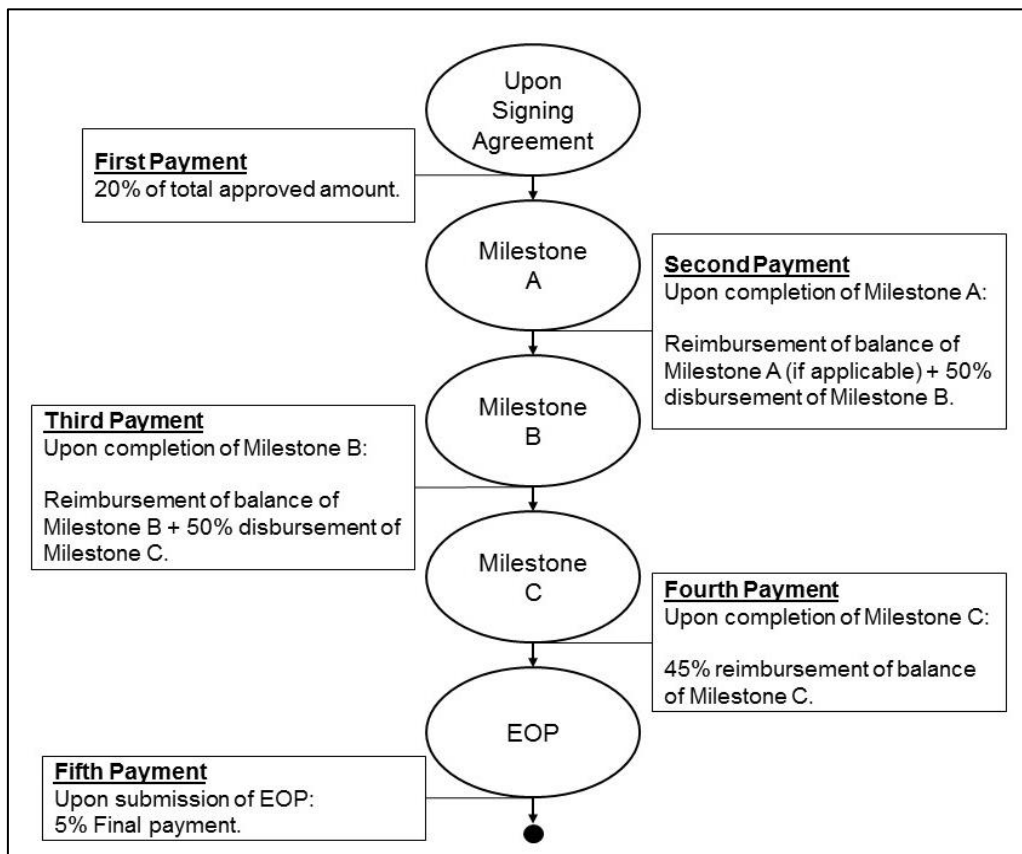 Upon
Signing
Agreement
First Payment
20% of total approved amount.
Milestone
A
Second Payment
Upon completion of Milestone A:
Reimbursement of balance of
Milestone A (if applicable) + 50%
disbursement of Milestone B.
Milestone
B
Third Payment
Upon completion of Milestone B:
Reimbursement of balance of
Milestone B + 50% disbursement of
Milestone C.
Milestone
C
Fourth Payment
Upon completion of Milestone C:
45% reimbursement of balance
of Milestone C.
EOP
Fifth Payment
Upon submission of EOP:
5% Final payment.